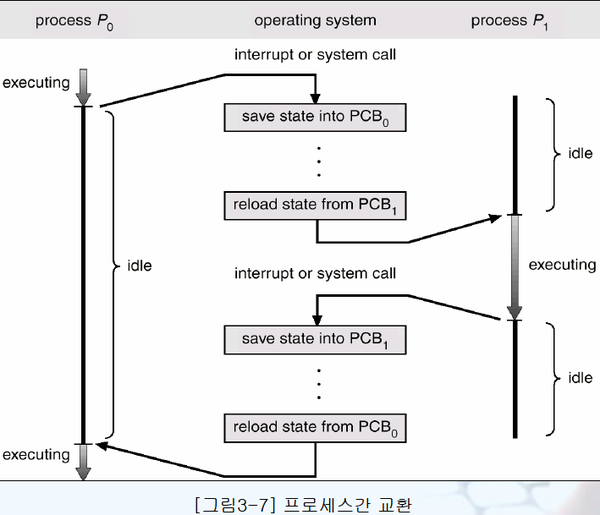 process P0 operating system process P1
interrupt or system call
executing
save state into PCB0
idle
reload state from PCB1
idle
executing
interrupt or system call
save state into PCB1
idle
reload state from PCB0
executing
[그림3-7] 프로세스간 교환